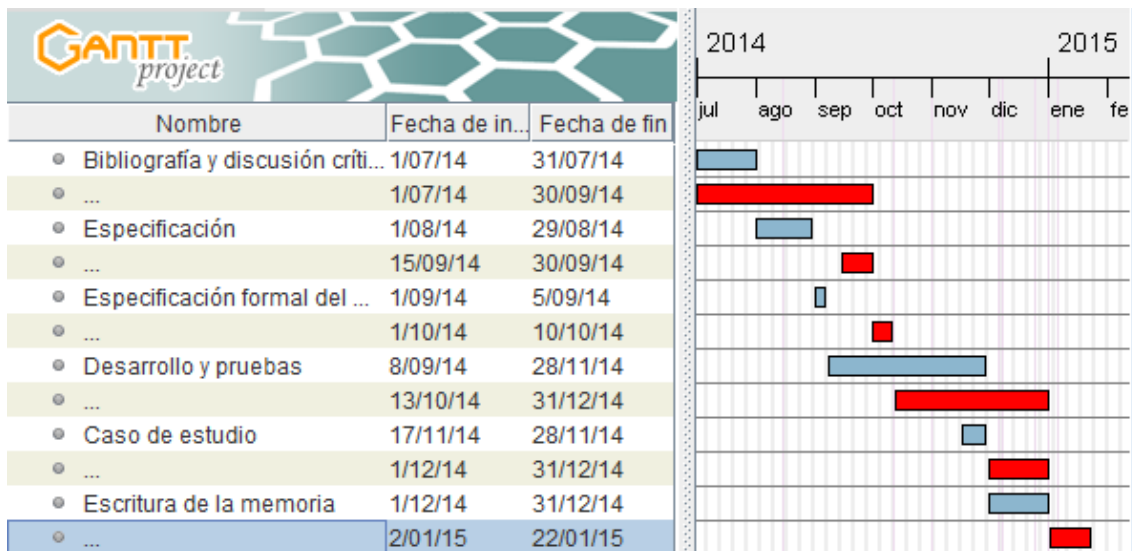 GANTT
project
2014 2015
jul ago sep oct nov dic ene fe
Nombre Fecha de in... Fecha de fin
Bibliografía y discusión críti... 1/07/14 31/07/14
... 1/07/14 30/09/14
Especificación 1/08/14 29/08/14
... 15/09/14 30/09/14
Especificación formal del ... 1/09/14 5/09/14
... 1/10/14 10/10/14
Desarrollo y pruebas 8/09/14 28/11/14
... 13/10/14 31/12/14
Caso de estudio 17/11/14 28/11/14
... 1/12/14 31/12/14
Escritura de la memoria 1/12/14 31/12/14
... 2/01/15 22/01/15